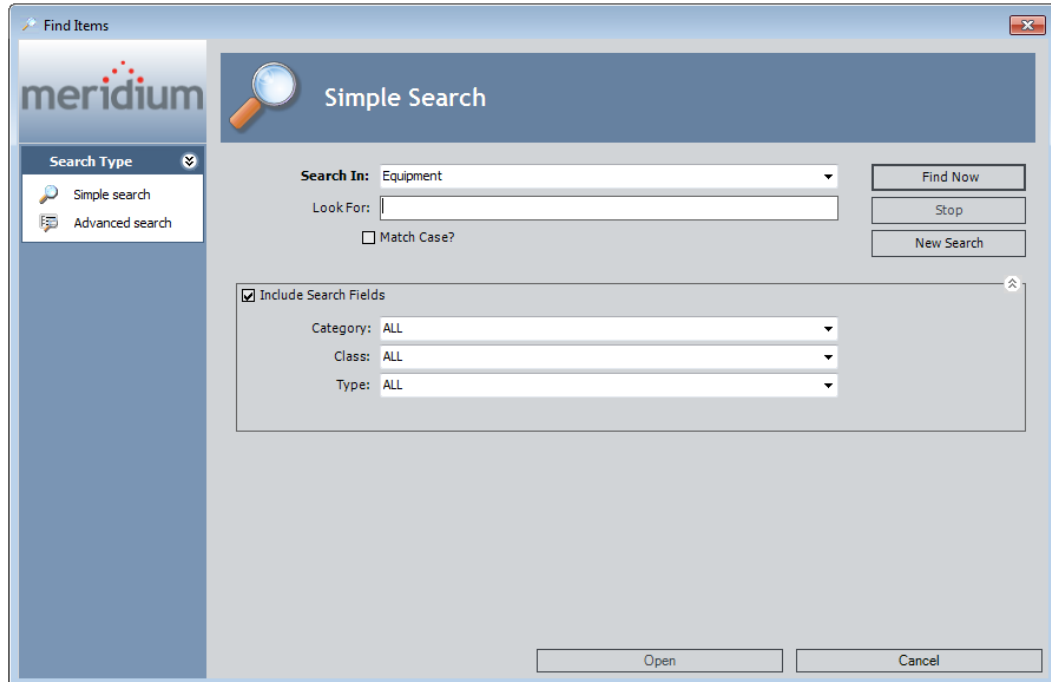 Find Items
meridium
Simple Search
Search Type
Simple search
Advanced search
Search In: Equipment
Look For:
Match Case?
Find Now
Stop
New Search
Include Search Fields
Category: ALL
Class: ALL
Type: ALL
Open
Cancel